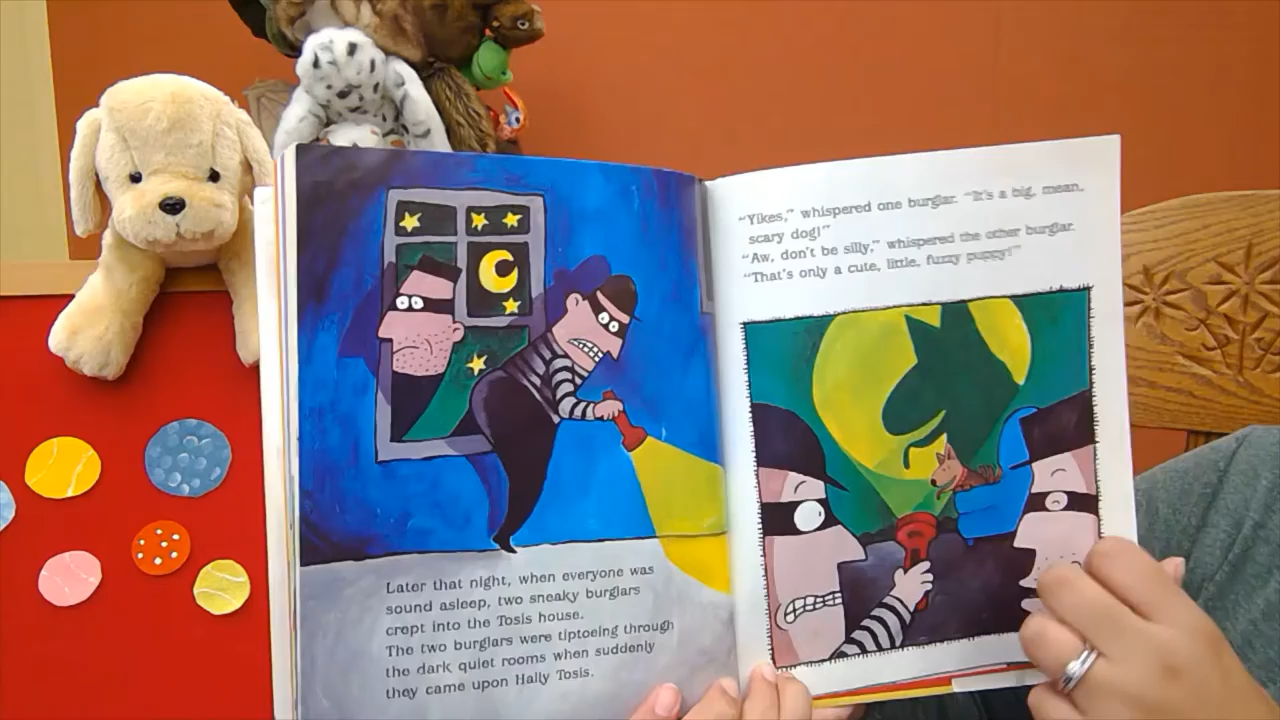 Later that night, when everyone was
sound asleep, two sneaky burglars
crept into the Tosis house.
The two burglars were tiptoeing through
the dark quiet rooms when suddenly
they came upon Hally Tosis.
"Yikes," whispered one burglar. "It's a big, mean,
scary dog!"
"Aw, don't be silly," whispered the other burglar.
"That's only a cute, little, fuzzy puppy!"